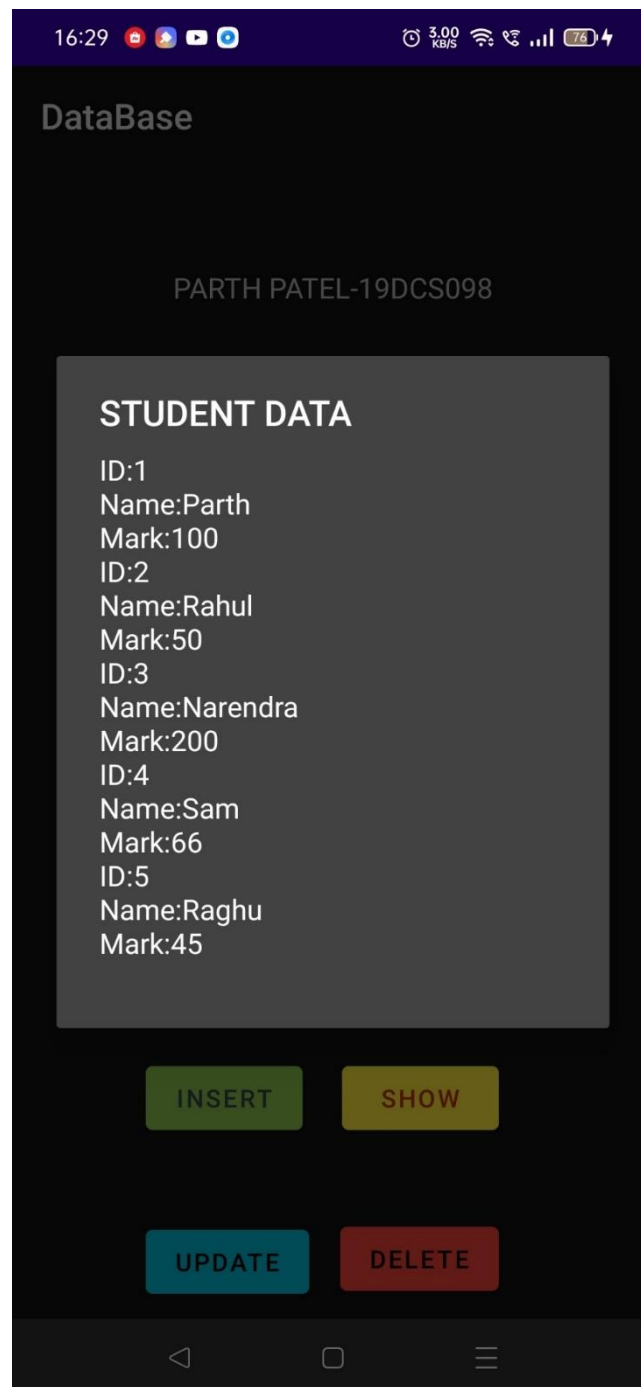 16:29
3.00
KB/S
76
DataBase
PARTH PATEL-19DCS098
STUDENT DATA
ID:1
Name:Parth
Mark:100
ID:2
Name:Rahul
Mark:50
ID:3
Name:Narendra
Mark:200
ID:4
Name:Sam
Mark:66
ID:5
Name:Raghu
Mark:45
INSERT
SHOW
UPDATE
DELETE